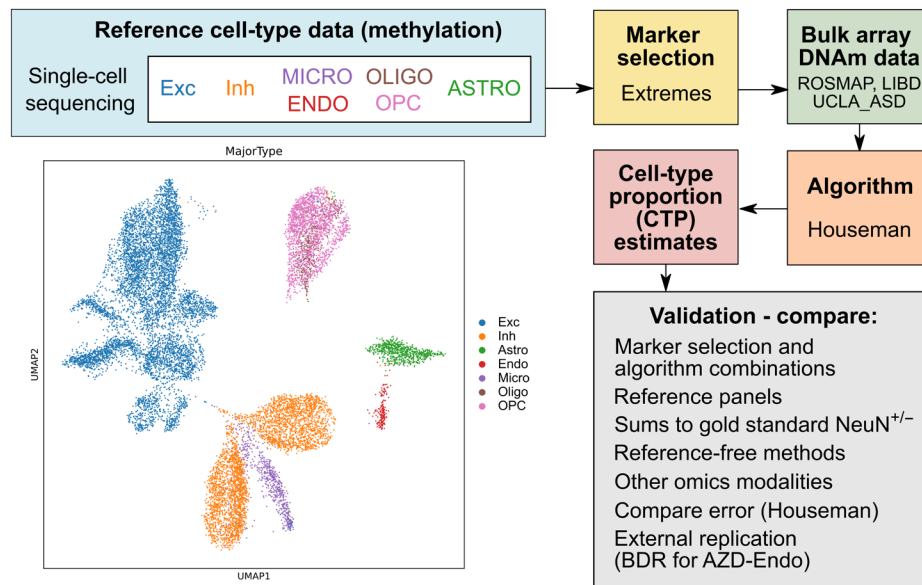 Reference cell-type data (methylation)
Single-cell
sequencing
Exc
Inh
MICRO
ENDO
OLIGO
OPC
ASTRO
Marker
selection
Extremes
Bulk array
DNAm data
ROSMAP, LIBD
UCLA_ASD
Algorithm
Houseman
Cell-type
proportion
(CTP)
estimates
Validation - compare:
Marker selection and
algorithm combinations
Reference panels
Sums to gold standard NeuN+/−
Reference-free methods
Other omics modalities
Compare error (Houseman)
External replication
(BDR for AZD-Endo)
MajorType
UMAP2
UMAP1
Exc
Inh
Astro
Endo
Micro
Oligo
OPC